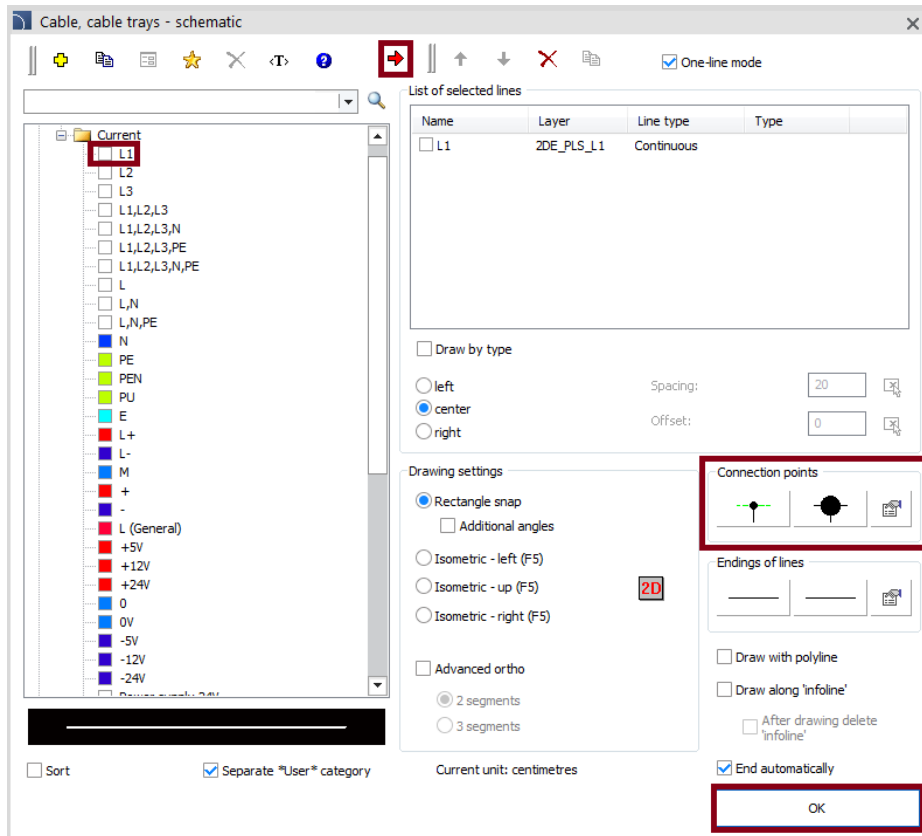 Cable, cable trays - schematic
‹T›
?
One-line mode
List of selected lines
Name Layer Line type Type
L1 2DE_PLS_L1 Continuous
Current
L1
L2
L3
L1,L2,L3
L1,L2,L3,N
L1,L2,L3,PE
L1,L2,L3,N,PE
L
L,N
L,N,PE
N
PE
PEN
PU
E
L+
L-
M
+
-
L (General)
+5V
+12V
+24V
0
0V
-5V
-12V
-24V
Power supply 24V
Sort
Separate *User* category
Draw by type
left
center
right
Spacing: 20
Offset: 0
Drawing settings
Rectangle snap
Additional angles
Isometric - left (F5)
Isometric - up (F5)
Isometric - right (F5)
2D
Advanced ortho
2 segments
3 segments
Current unit: centimetres
Connection points
Endings of lines
Draw with polyline
Draw along 'infoline'
After drawing delete
'infoline'
End automatically
OK